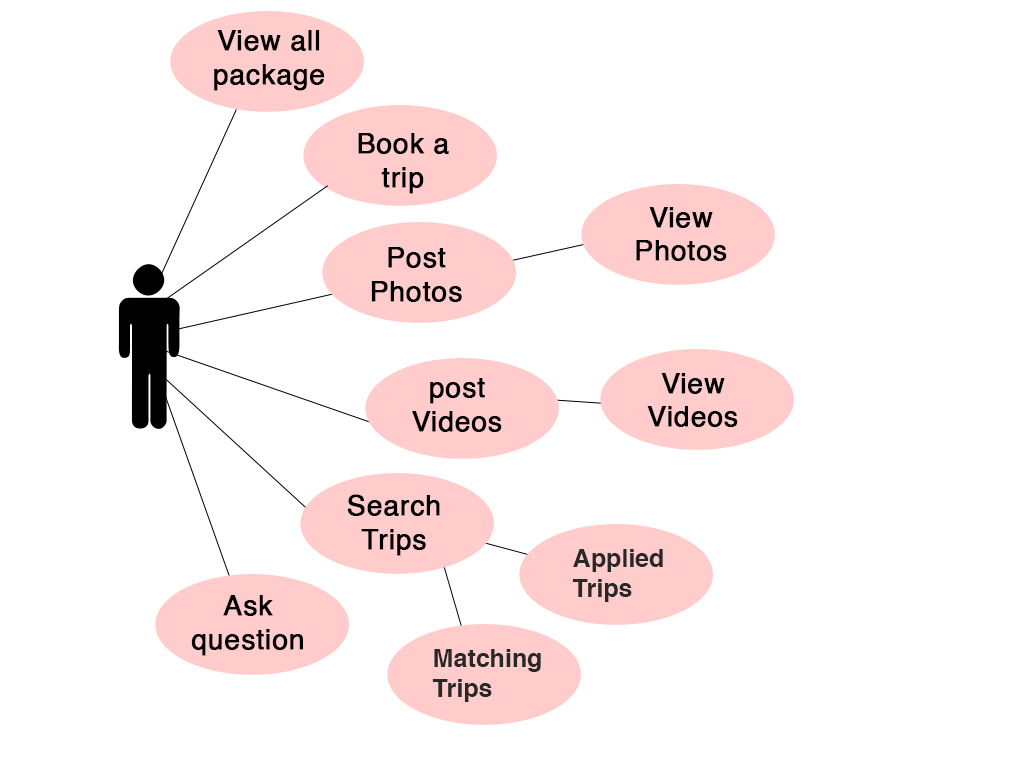 View all
package
Book a
trip
Post
Photos
View
Photos
post
Videos
View
Videos
Search
Trips
Applied
Trips
Ask
question
Matching
Trips